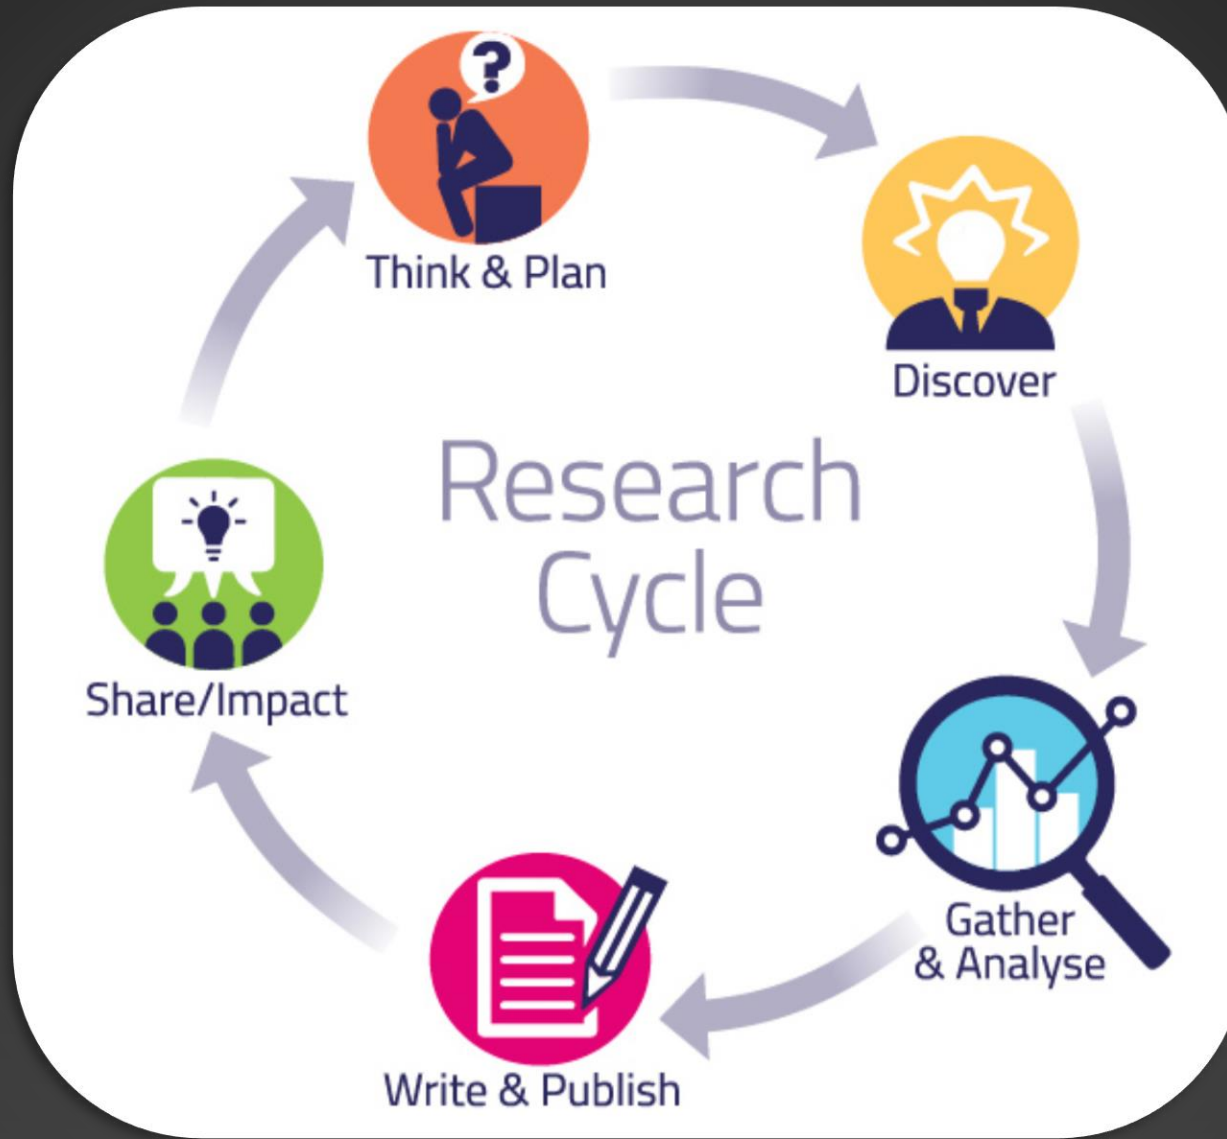 ?
Think & Plan
Discover
Research
Cycle
Share/Impact
Gather
& Analyse
Write & Publish